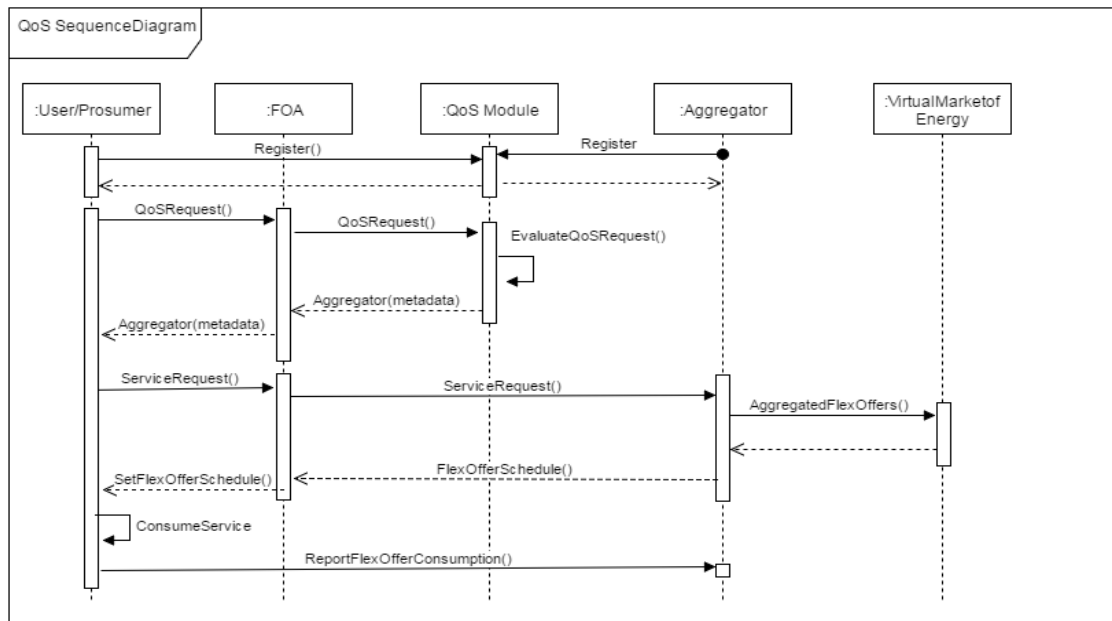 QoS SequenceDiagram
:User/Prosumer
:FOA
:QoS Module
:Aggregator
:VirtualMarketof
Energy
Register()
Register
QoSRequest()
QoSRequest()
EvaluateQoSRequest()
Aggregator(metadata)
Aggregator(metadata)
ServiceRequest()
ServiceRequest()
AggregatedFlexOffers()
FlexOfferSchedule()
SetFlexOfferSchedule()
ConsumeService
ReportFlexOfferConsumption()